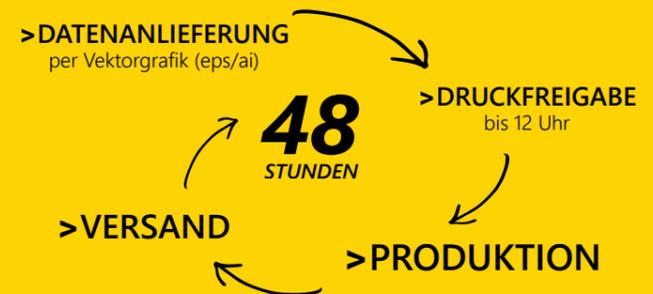 >DATENANLIEFERUNG
per Vektorgrafik (eps/ai)
>DRUCKFREIGABE
bis 12 Uhr
48
STUNDEN
>VERSAND
>PRODUKTION